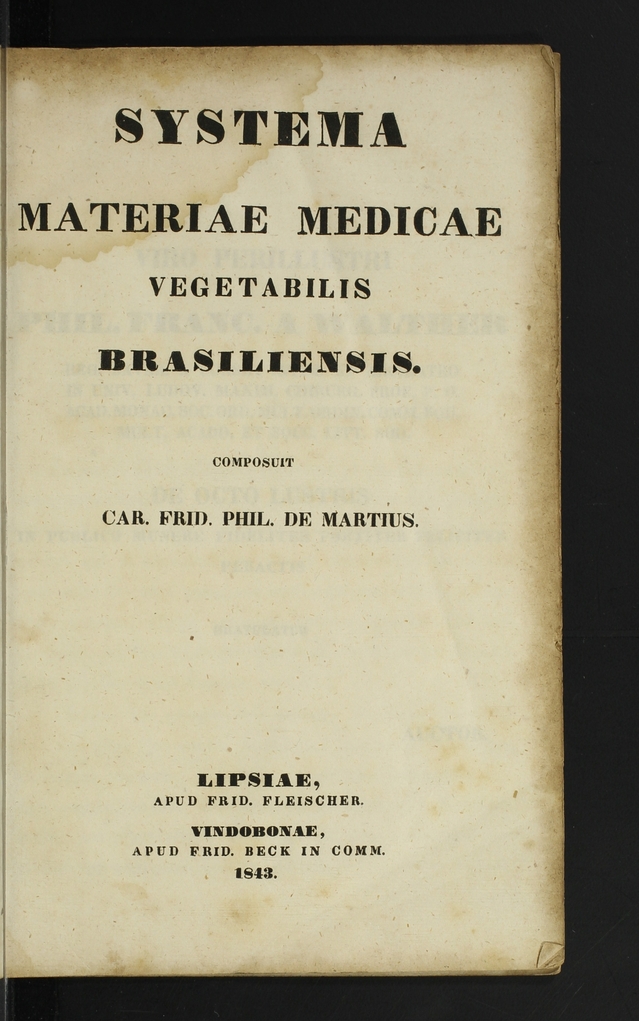 SYSTEMA
MATERIAE MEDICAE
VEGETABILIS
BRASILIENSIS.
COMPOSUIT
CAR. FRID. PHIL. DE MARTIUS.
LIPSIAE,
APUD FRID. FLEISCHER.
VINDOBONAE,
APUD FRID. BECK IN COMM.
1843.